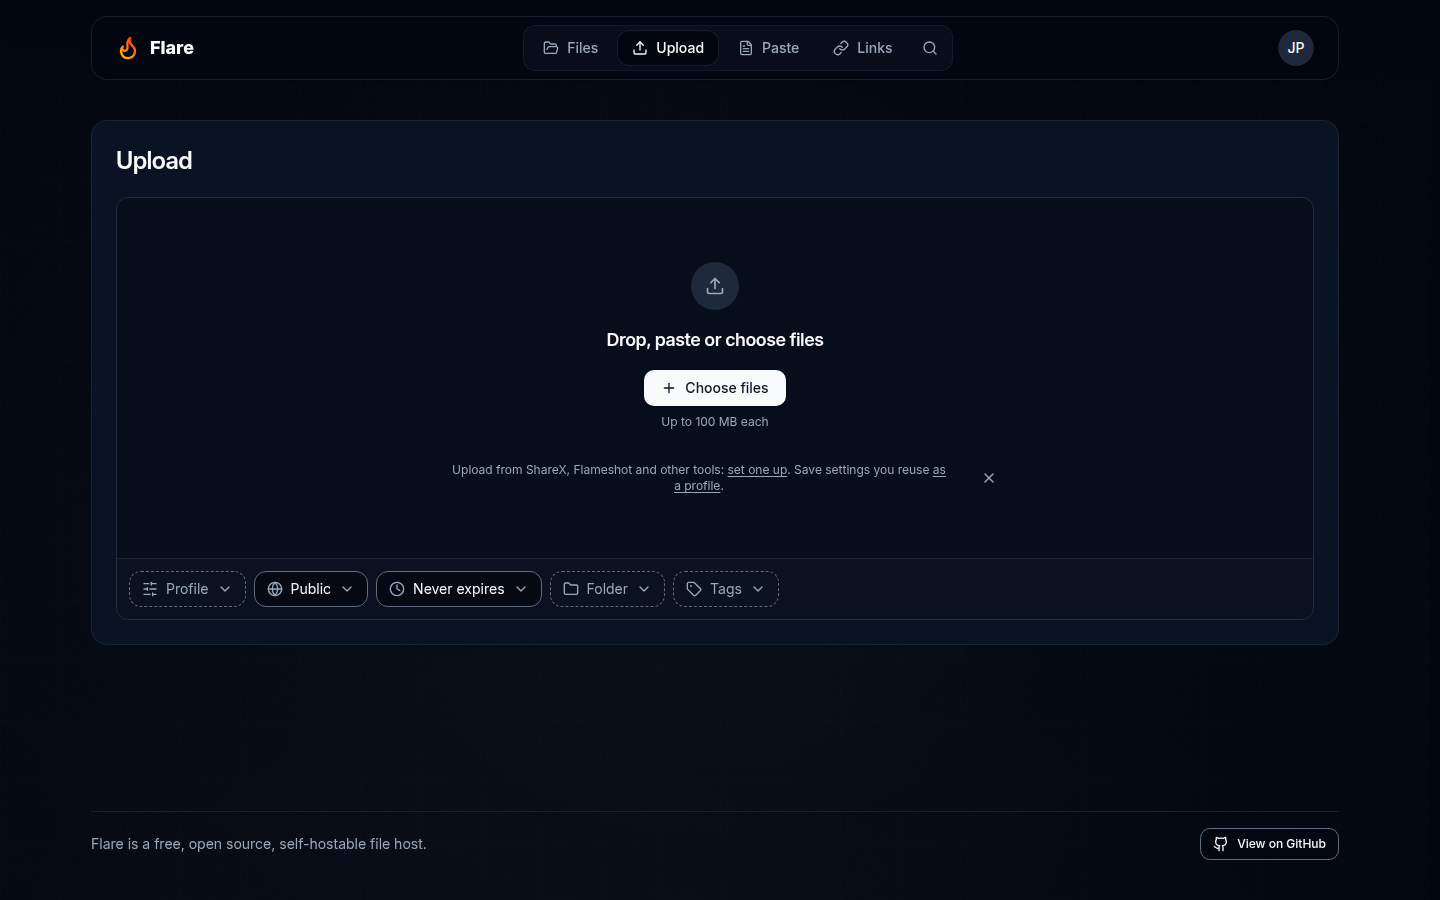 Flare
Files
Upload
Paste
Links
JP
Upload
Drop, paste or choose files
Choose files
Up to 100 MB each
Upload from ShareX, Flameshot and other tools: set one up. Save settings you reuse as
a profile.
Profile
Public
Never expires
Folder
Tags
Flare is a free, open source, self-hostable file host.
View on GitHub